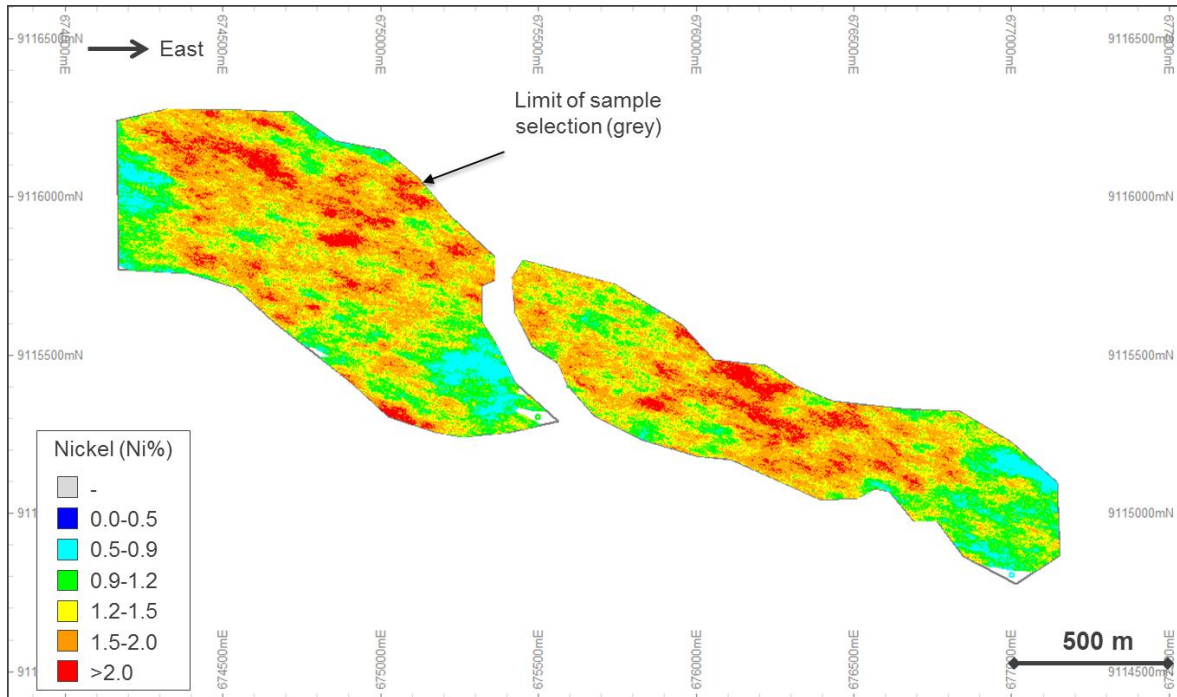 674000mE
674500mE
675000mE
675500mE
676000mE
676500mE
677000mE
9116500mN
East
9116500mN
Limit of sample
selection (grey)
9116000mN
9116000mN
9115500mN
9115500mN
Nickel (Ni%)
-
0.0-0.5
0.5-0.9
0.9-1.2
1.2-1.5
1.5-2.0
>2.0
9115000mN
674500mE
675000mE
675500mE
676000mE
676500mE
500 m
9114500mN